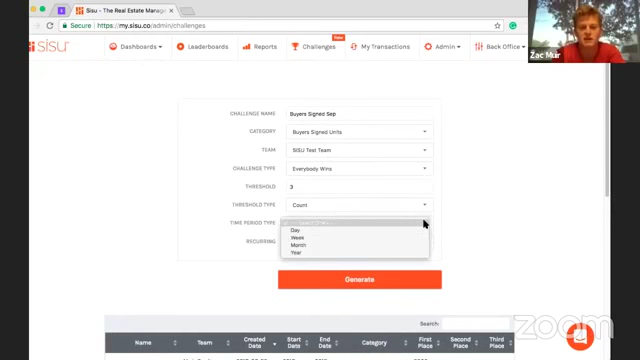 Sisu - The Real Estate Manag
Secure https://my.sisu.co/admin/challenges
sisu Dashboards Leaderboards Reports Challenges New My Transactions Admin Back Office
Zac Muir
CHALLENGE NAME Buyers Signed Sep
CATEGORY Buyers Signed Units
TEAM SISU Test Team
CHALLENGE TYPE Everybody Wins
THRESHOLD 3
THRESHOLD TYPE Count
TIME PERIOD TYPE
Day
Week
RECURRING
Month
Year
Generate
Search:
Name Team Created Date Start Date End Date Category First Place Second Place Third Place
zoom